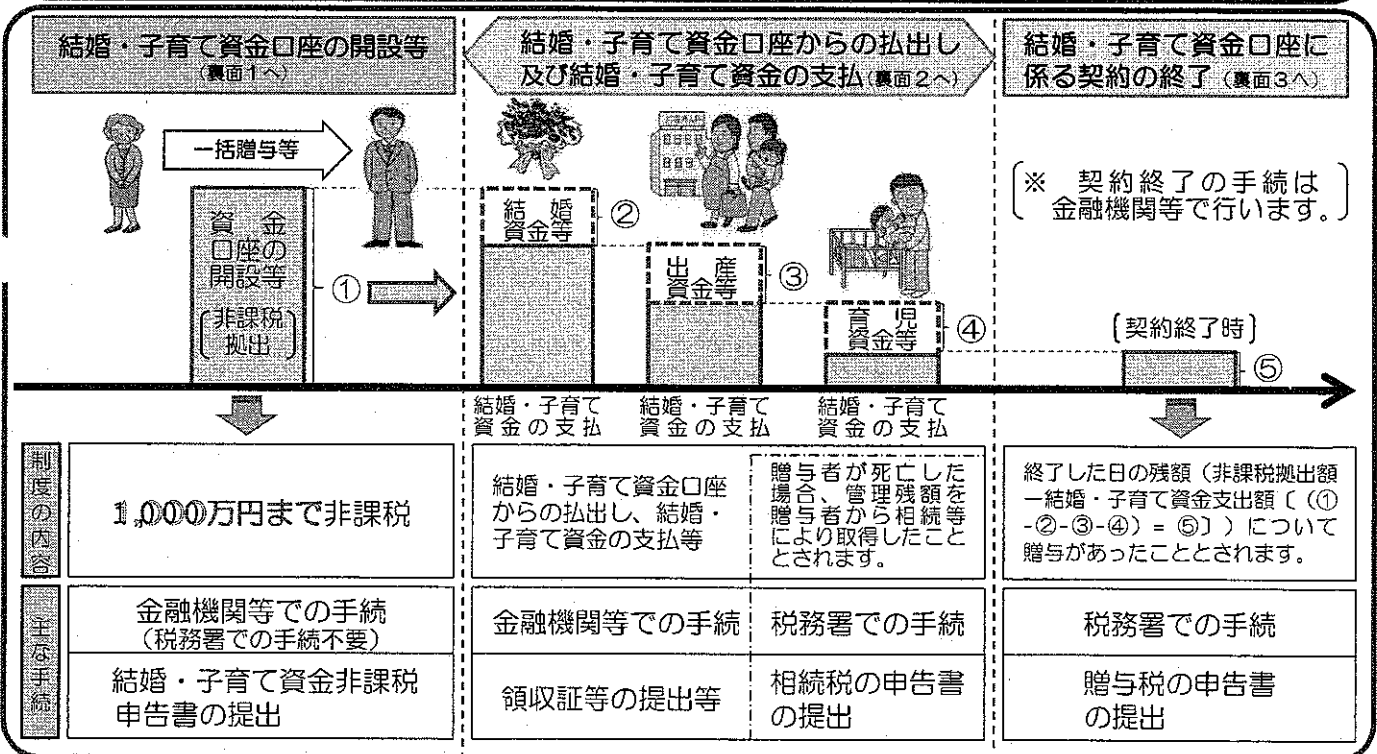 結婚・子育て資金口座の開設等
(裏面1へ)
結婚・子育て資金口座からの払出し
及び結婚・子育て資金の支払(裏面2へ)
結婚・子育て資金口座に
係る契約の終了(裏面3へ)
一括贈与等
資金
口座の
開設等
〔非課税
拠出〕
①
結婚
資金等
②
出産
資金等
③
育児
資金等
④
〔※ 契約終了の手続は
金融機関等で行います。〕
〔契約終了時〕
⑤
結婚・子育て
資金の支払
結婚・子育て
資金の支払
結婚・子育て
資金の支払
制度の内容
1,000万円まで非課税
結婚・子育て資金口座
からの払出し、結婚・
子育て資金の支払等
贈与者が死亡した
場合、管理残額を
贈与者から相続等
により取得したこと
とされます。
終了した日の残額(非課税拠出額
-結婚・子育て資金支出額〔(①
-②-③-④)=⑤〕)について
贈与があったこととされます。
主な手続
金融機関等での手続
(税務署での手続不要)
金融機関等での手続
税務署での手続
税務署での手続
結婚・子育て資金非課税
申告書の提出
領収証等の提出等
相続税の申告書
の提出
贈与税の申告書
の提出